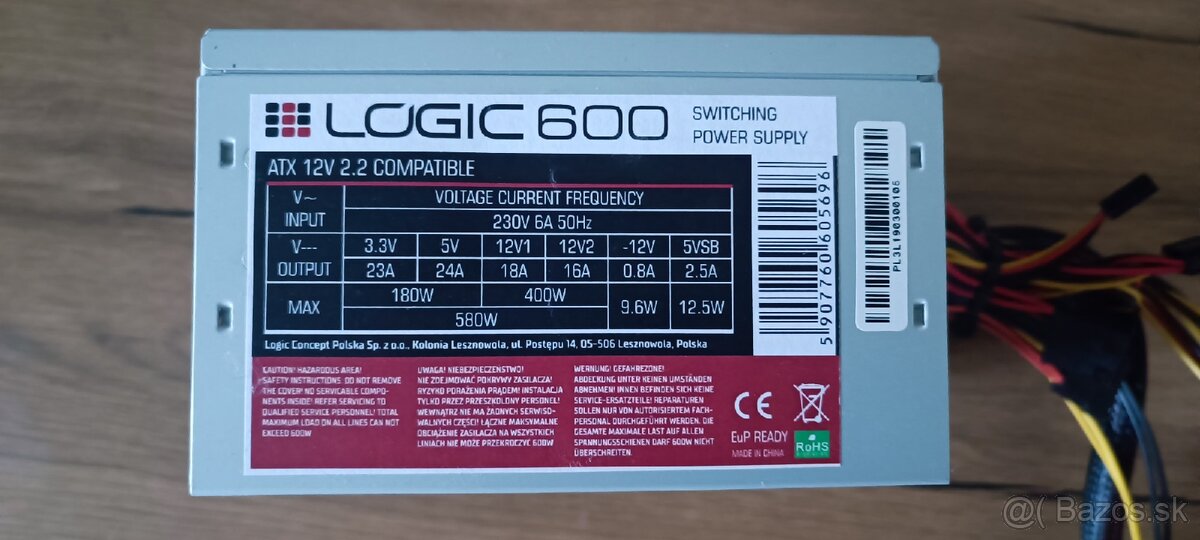 LOGIC 600
SWITCHING
POWER SUPPLY
ATX 12V 2.2 COMPATIBLE
V~ INPUT
VOLTAGE CURRENT FREQUENCY
230V 6A 50Hz
V--- OUTPUT
3.3V 5V 12V1 12V2 -12V 5VSB
23A 24A 18A 16A 0.8A 2.5A
MAX
180W 400W 9.6W 12.5W
580W
Logic Concept Polska Sp. z o.o., Kolonia Lesznowola, ul. Postępu 14, 05-506 Lesznowola, Polska
5907760605696
PL3L190300106
CAUTION! HAZARDOUS AREA!
SAFETY INSTRUCTIONS. DO NOT REMOVE
THE COVER! NO SERVICABLE COMPO-
NENTS INSIDE! REFER SERVICING TO
QUALIFIED SERVICE PERSONNEL! TOTAL
MAXIMUM LOAD ON ALL LINES CAN NOT
EXCEED 600W
UWAGA! NIEBEZPIECZEŃSTWO!
NIE ZDEJMOWAĆ POKRYWY ZASILACZA!
RYZYKO PORAŻENIA PRĄDEM! INSTALACJA
TYLKO PRZEZ PRZESZKOLONY PERSONEL!
WEWNĄTRZ NIE MA ŻADNYCH SERWISO-
WALNYCH CZĘŚCI! ŁĄCZNE MAKSYMALNE
OBCIĄŻENIE ZASILACZA NA WSZYSTKICH
LINIACH NIE MOŻE PRZEKROCZYĆ 600W
WERNUNG! GEFAHREZONE!
ABDECKUNG UNTER KEINEN UMSTÄNDEN
ABNEHMEN! INNEN BEFINDEN SICH KEINE
SERVICE-ERSATZTEILE! REPARATUREN
SOLLEN NUR VON AUTORISIERTEM FACH-
PERSONAL DURCHGEFÜHRT WERDEN. DIE
GESAMTE MAXIMALE LAST AUF ALLEN
SPANNUNGSSCHIENEN DARF 600W NICHT
ÜBERSCHREITEN.
CE
EuP READY
MADE IN CHINA
RoHS
@( Bazos.sk